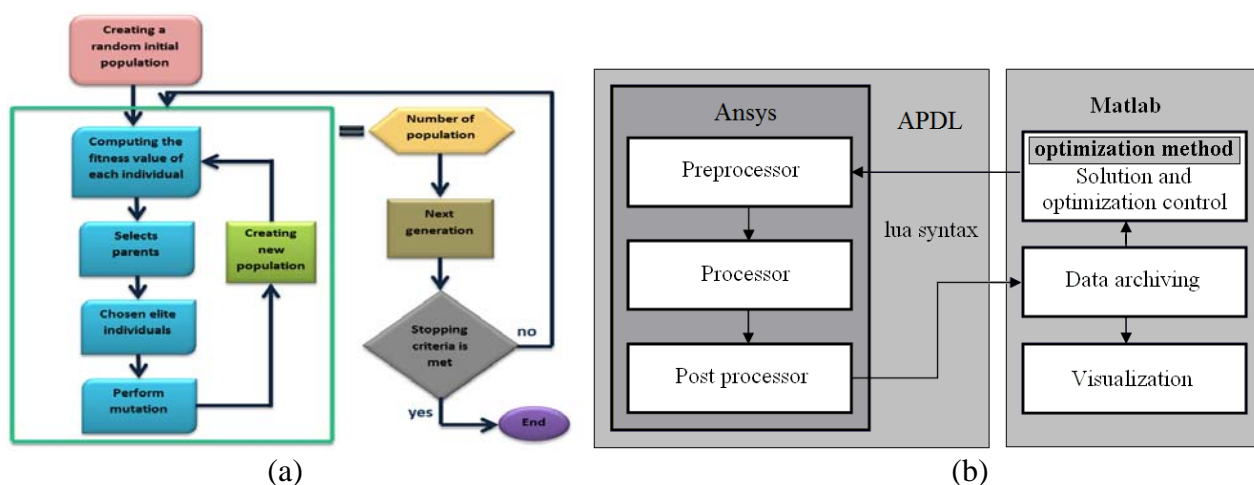 Creating a
random initial
population
Computing the
fitness value of
each individual
Selects
parents
Chosen elite
individuals
Perform
mutation
Creating
new
population
=
Number of
population
Next
generation
Stopping
criteria is
met
no
yes
End
(a)
Ansys
Preprocessor
Processor
Post processor
APDL
lua syntax
Matlab
optimization method
Solution and
optimization control
Data archiving
Visualization
(b)